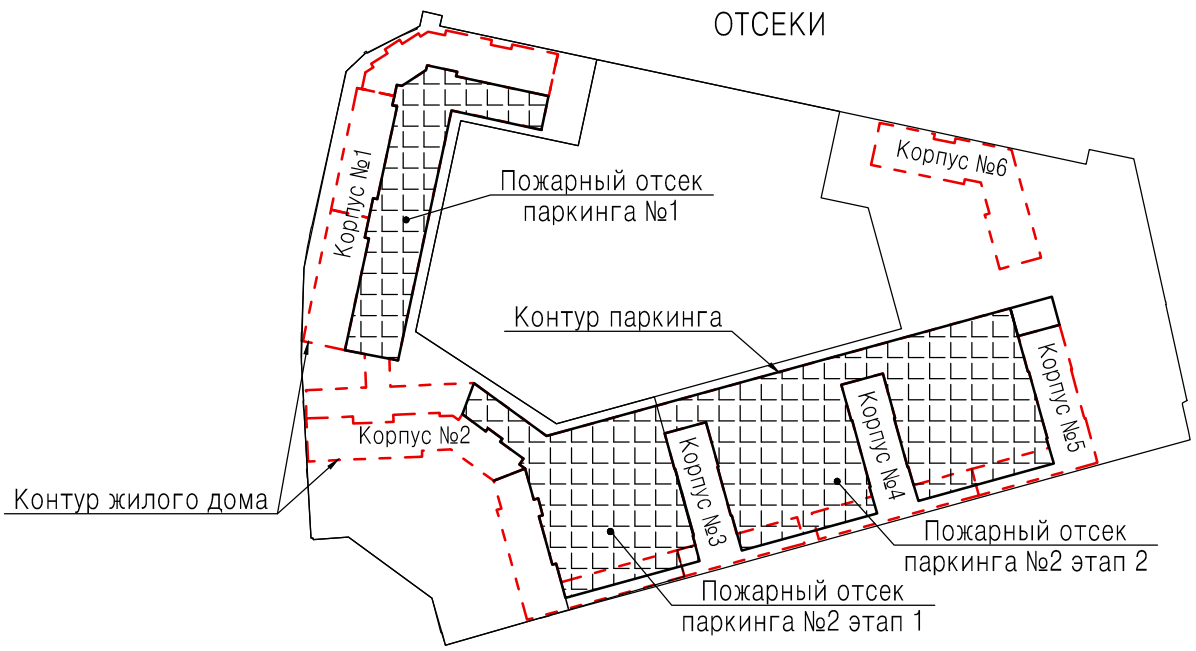 ОТСЕКИ
Корпус №6
Корпус №1
Пожарный отсек
паркинга №1
Контур паркинга
Корпус №5
Корпус №4
Корпус №2
Корпус №3
Контур жилого дома
Пожарный отсек
паркинга №2 этап 2
Пожарный отсек
паркинга №2 этап 1